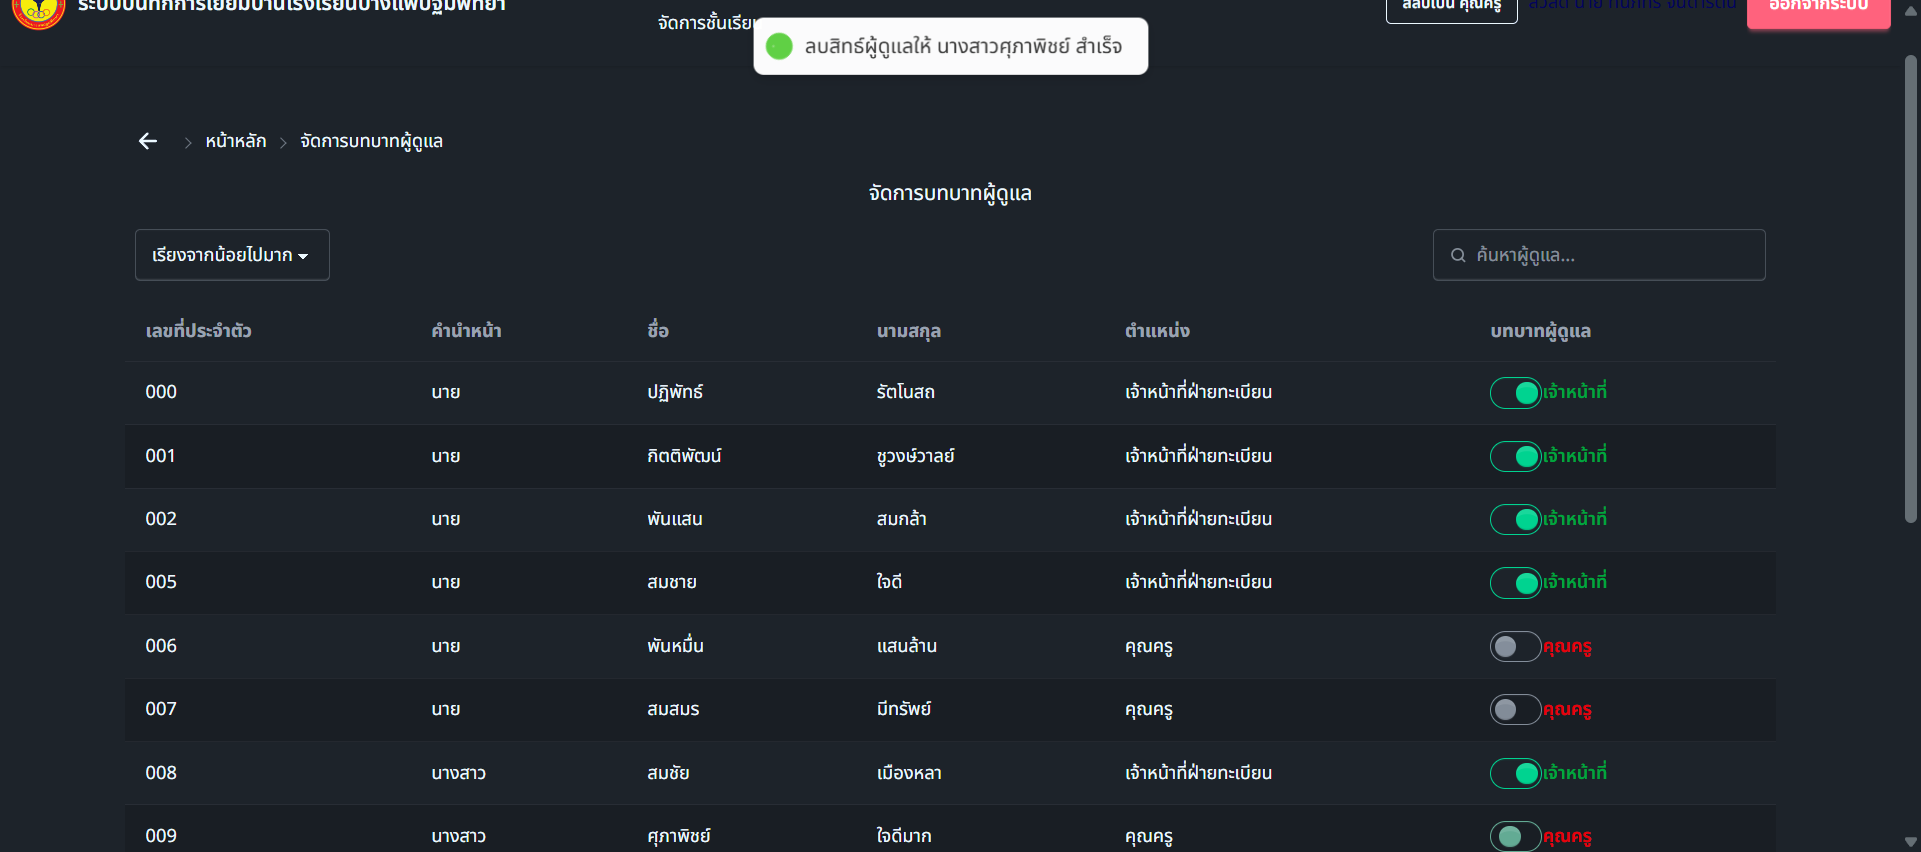 ระบบบันทึกการเยี่ยมบ้านโรงเรียนบางแพปฐมพิทยา
จัดการชั้นเรียน
สลับเป็น คุณครู
ออกจากระบบ
ลบสิทธ์ผู้ดูแลให้ นางสาวศุภาพิชย์ สำเร็จ
หน้าหลัก
จัดการบทบาทผู้ดูแล
จัดการบทบาทผู้ดูแล
เรียงจากน้อยไปมาก
ค้นหาผู้ดูแล...
เลขที่ประจำตัว คำนำหน้า ชื่อ นามสกุล ตำแหน่ง บทบาทผู้ดูแล
000 นาย ปฏิพัทธ์ รัตโนสถ เจ้าหน้าที่ฝ่ายทะเบียน เจ้าหน้าที่
001 นาย กิตติพัฒน์ ชูวงษ์วาลย์ เจ้าหน้าที่ฝ่ายทะเบียน เจ้าหน้าที่
002 นาย พันแสน สมกล้า เจ้าหน้าที่ฝ่ายทะเบียน เจ้าหน้าที่
005 นาย สมชาย ใจดี เจ้าหน้าที่ฝ่ายทะเบียน เจ้าหน้าที่
006 นาย พันหมื่น แสนล้าน คุณครู คุณครู
007 นาย สมสมร มีทรัพย์ คุณครู คุณครู
008 นางสาว สมชัย เมืองหลา เจ้าหน้าที่ฝ่ายทะเบียน เจ้าหน้าที่
009 นางสาว ศุภาพิชย์ ใจดีมาก คุณครู คุณครู